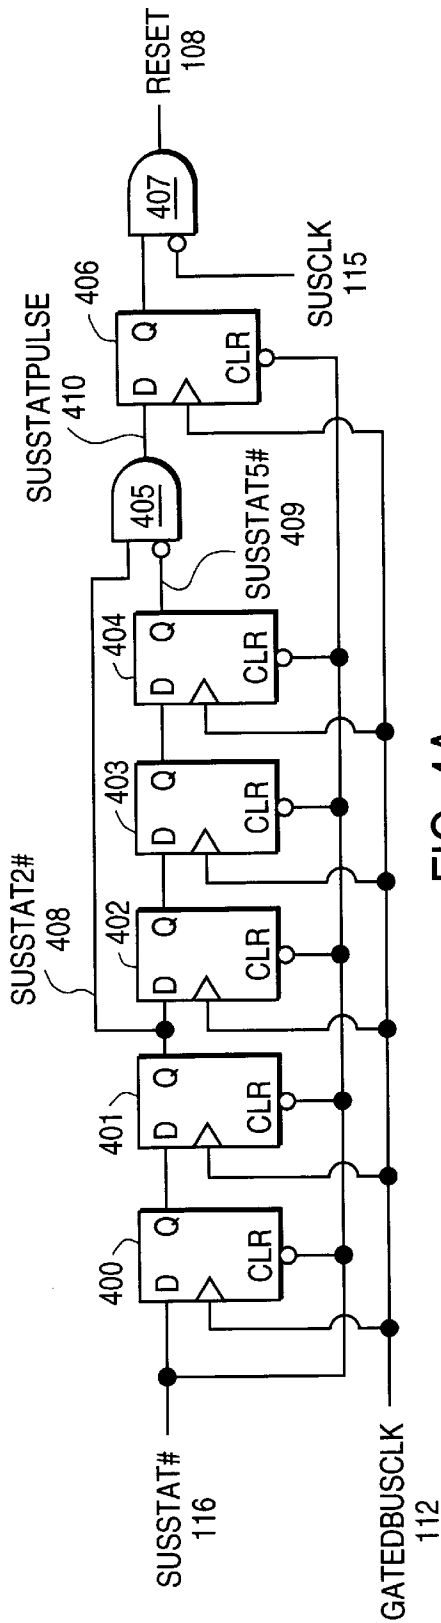 SUSSTAT#
116
GATEDBUSCLK
112
400
D
Q
CLR
401
D
Q
CLR
SUSSTAT2#
408
402
D
Q
CLR
403
D
Q
CLR
404
D
Q
CLR
SUSSTAT5#
409
405
SUSSTATPULSE
410
406
D
Q
CLR
SUSCLK
115
407
RESET
108
FIG. 4A